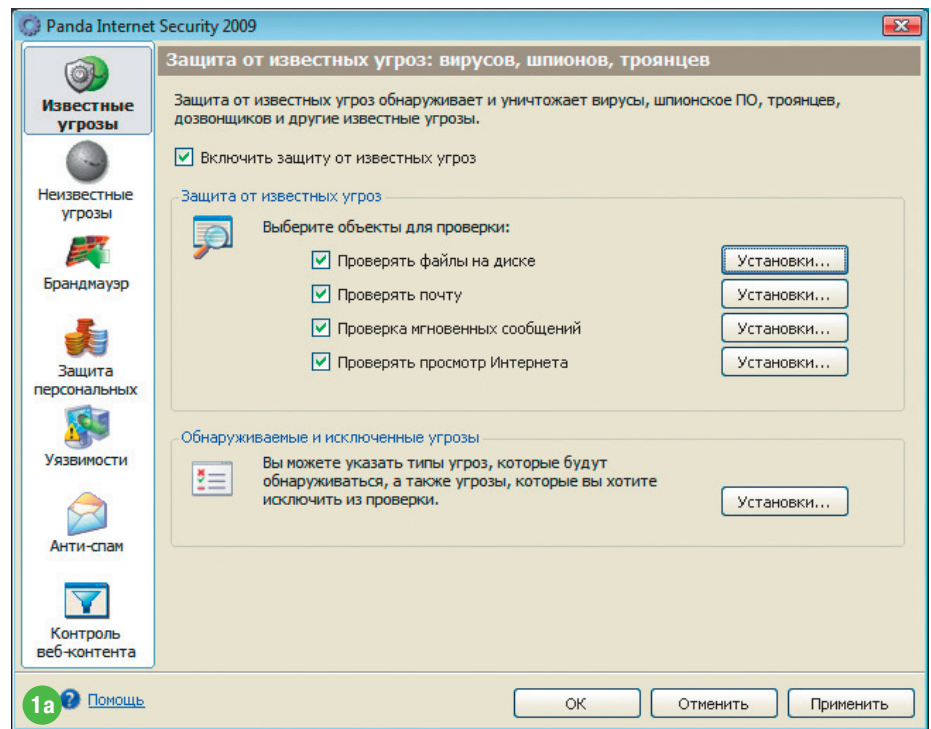 Panda Internet Security 2009
Известные
угрозы
Неизвестные
угрозы
Брандмауэр
Защита
персональных
Уязвимости
Анти-спам
Контроль
веб-контента
Защита от известных угроз: вирусов, шпионов, троянцев
Защита от известных угроз обнаруживает и уничтожает вирусы, шпионское ПО, троянцев,
дозвонщиков и другие известные угрозы.
Включить защиту от известных угроз
Защита от известных угроз
Выберите объекты для проверки:
Проверять файлы на диске Установки...
Проверять почту Установки...
Проверка мгновенных сообщений Установки...
Проверять просмотр Интернета Установки...
Обнаруживаемые и исключенные угрозы
Вы можете указать типы угроз, которые будут
обнаруживаться, а также угрозы, которые вы хотите
исключить из проверки.
Установки...
1a ? Помощь OK Отменить Применить